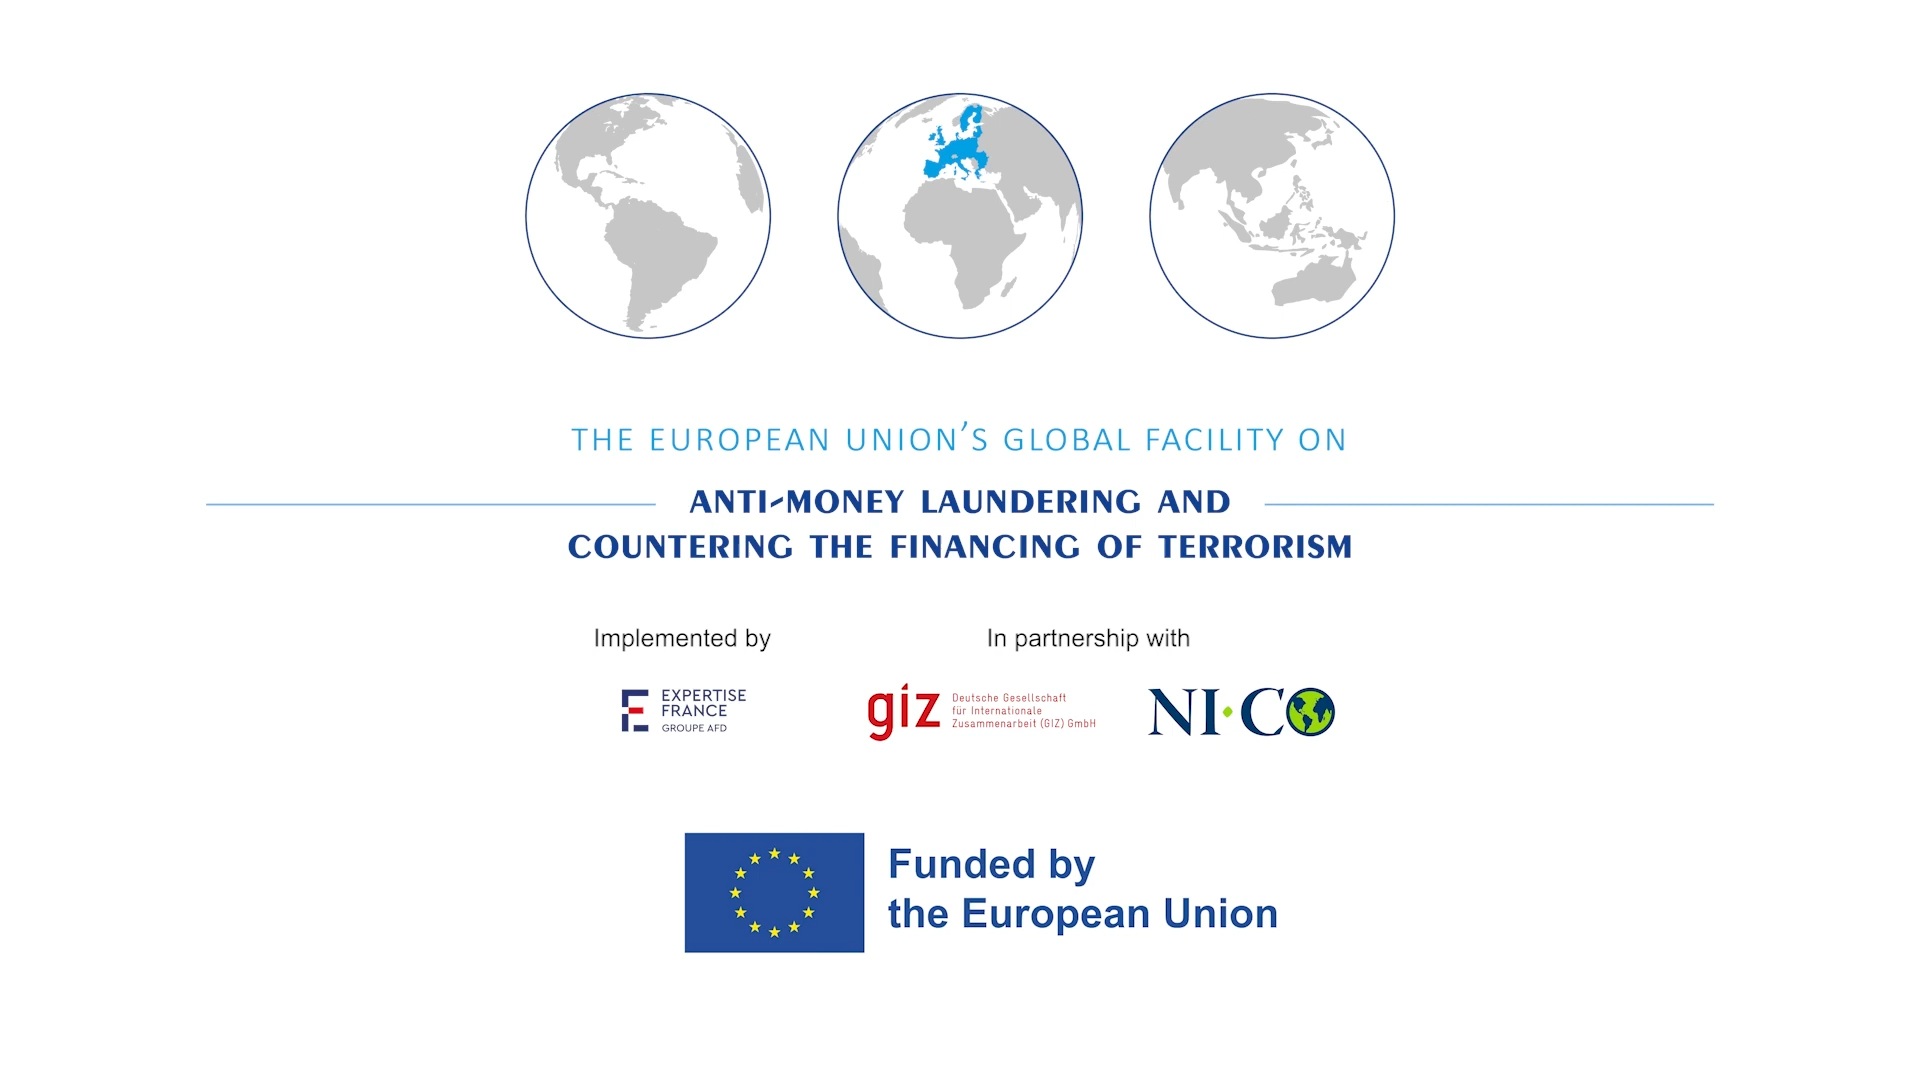 THE EUROPEAN UNION’S GLOBAL FACILITY ON
ANTI-MONEY LAUNDERING AND
COUNTERING THE FINANCING OF TERRORISM
Implemented by
In partnership with
EXPERTISE
FRANCE
GROUPE AFD
giz
Deutsche Gesellschaft
für Internationale
Zusammenarbeit (GIZ) GmbH
NI·CO
Funded by
the European Union